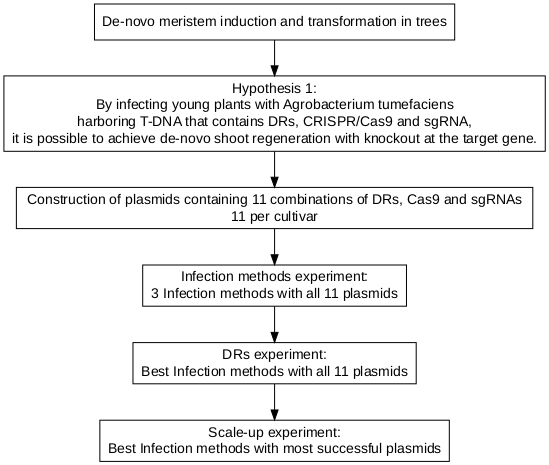 De-novo meristem induction and transformation in trees
Hypothesis 1:
By infecting young plants with Agrobacterium tumefaciens
harboring T-DNA that contains DRs, CRISPR/Cas9 and sgRNA,
it is possible to achieve de-novo shoot regeneration with knockout at the target gene.
Construction of plasmids containing 11 combinations of DRs, Cas9 and sgRNAs
11 per cultivar
Infection methods experiment:
3 Infection methods with all 11 plasmids
DRs experiment:
Best Infection methods with all 11 plasmids
Scale-up experiment:
Best Infection methods with most successful plasmids